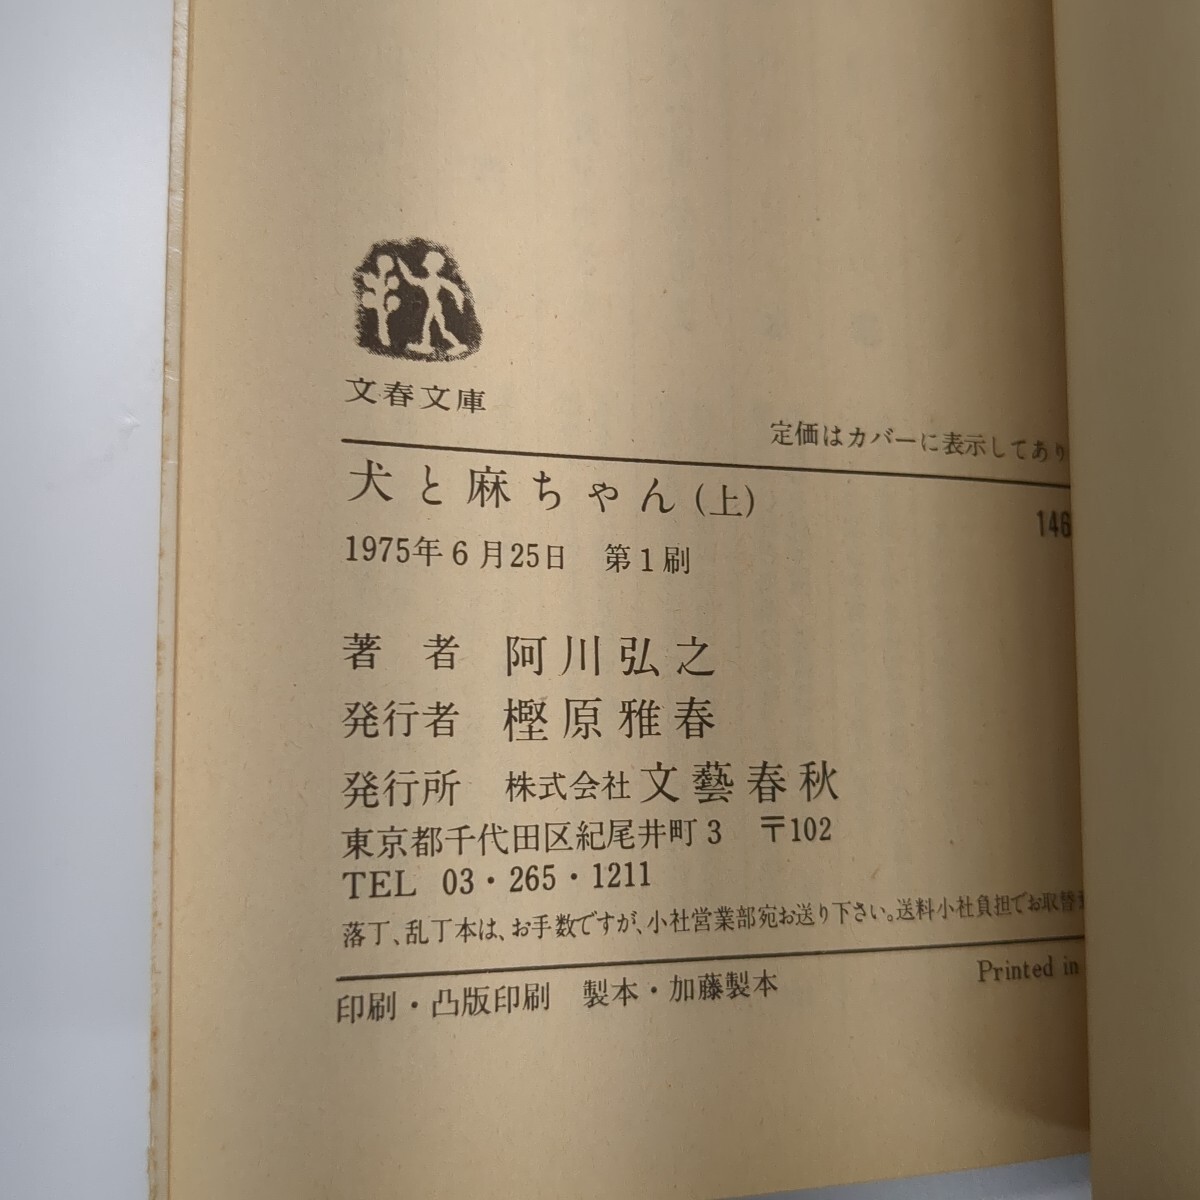 文春文庫
定価はカバーに表示してあり
犬と麻ちゃん(上)
146
1975年6月25日 第1刷
著 者 阿川弘之
発行者 樫原雅春
発行所 株式会社 文藝春秋
東京都千代田区紀尾井町3 〒102
TEL 03・265・1211
落丁、乱丁本は、お手数ですが、小社営業部宛お送り下さい。送料小社負担でお取替
Printed in
印刷・凸版印刷 製本・加藤製本